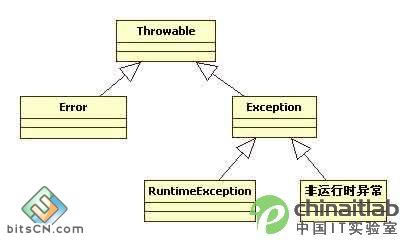 Throwable
Error
Exception
RuntimeException
非运行时异常
bitsCN.com
chinaitlab
中国IT实验室